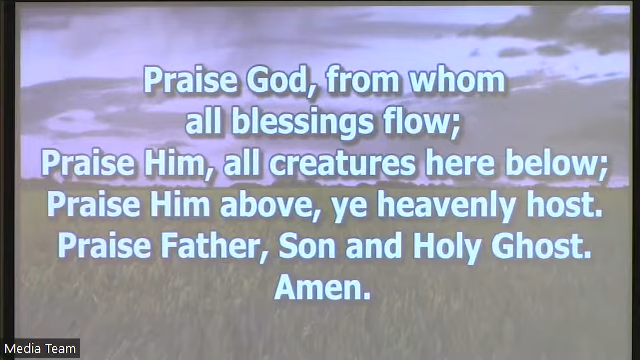 Praise God, from whom
all blessings flow;
Praise Him, all creatures here below;
Praise Him above, ye heavenly host.
Praise Father, Son and Holy Ghost.
Amen.
Media Team